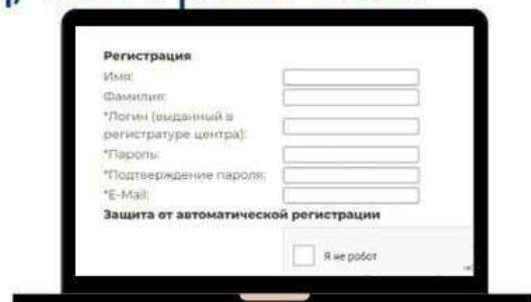 Регистрация
Имя:
Фамилия:
*Логин (выданный в
регистратуре центра):
*Пароль:
*Подтверждение пароля:
*E-Mail:
Защита от автоматической регистрации
Я не робот